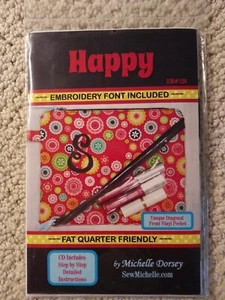 Happy
EMBROIDERY FONT INCLUDED
S
Unique Diagonal
Front Vinyl Pocket
FAT QUARTER FRIENDLY
CD Includes
Step by Step
Detailed
Instructions
by Michelle Dorsey
SewMichelle.com